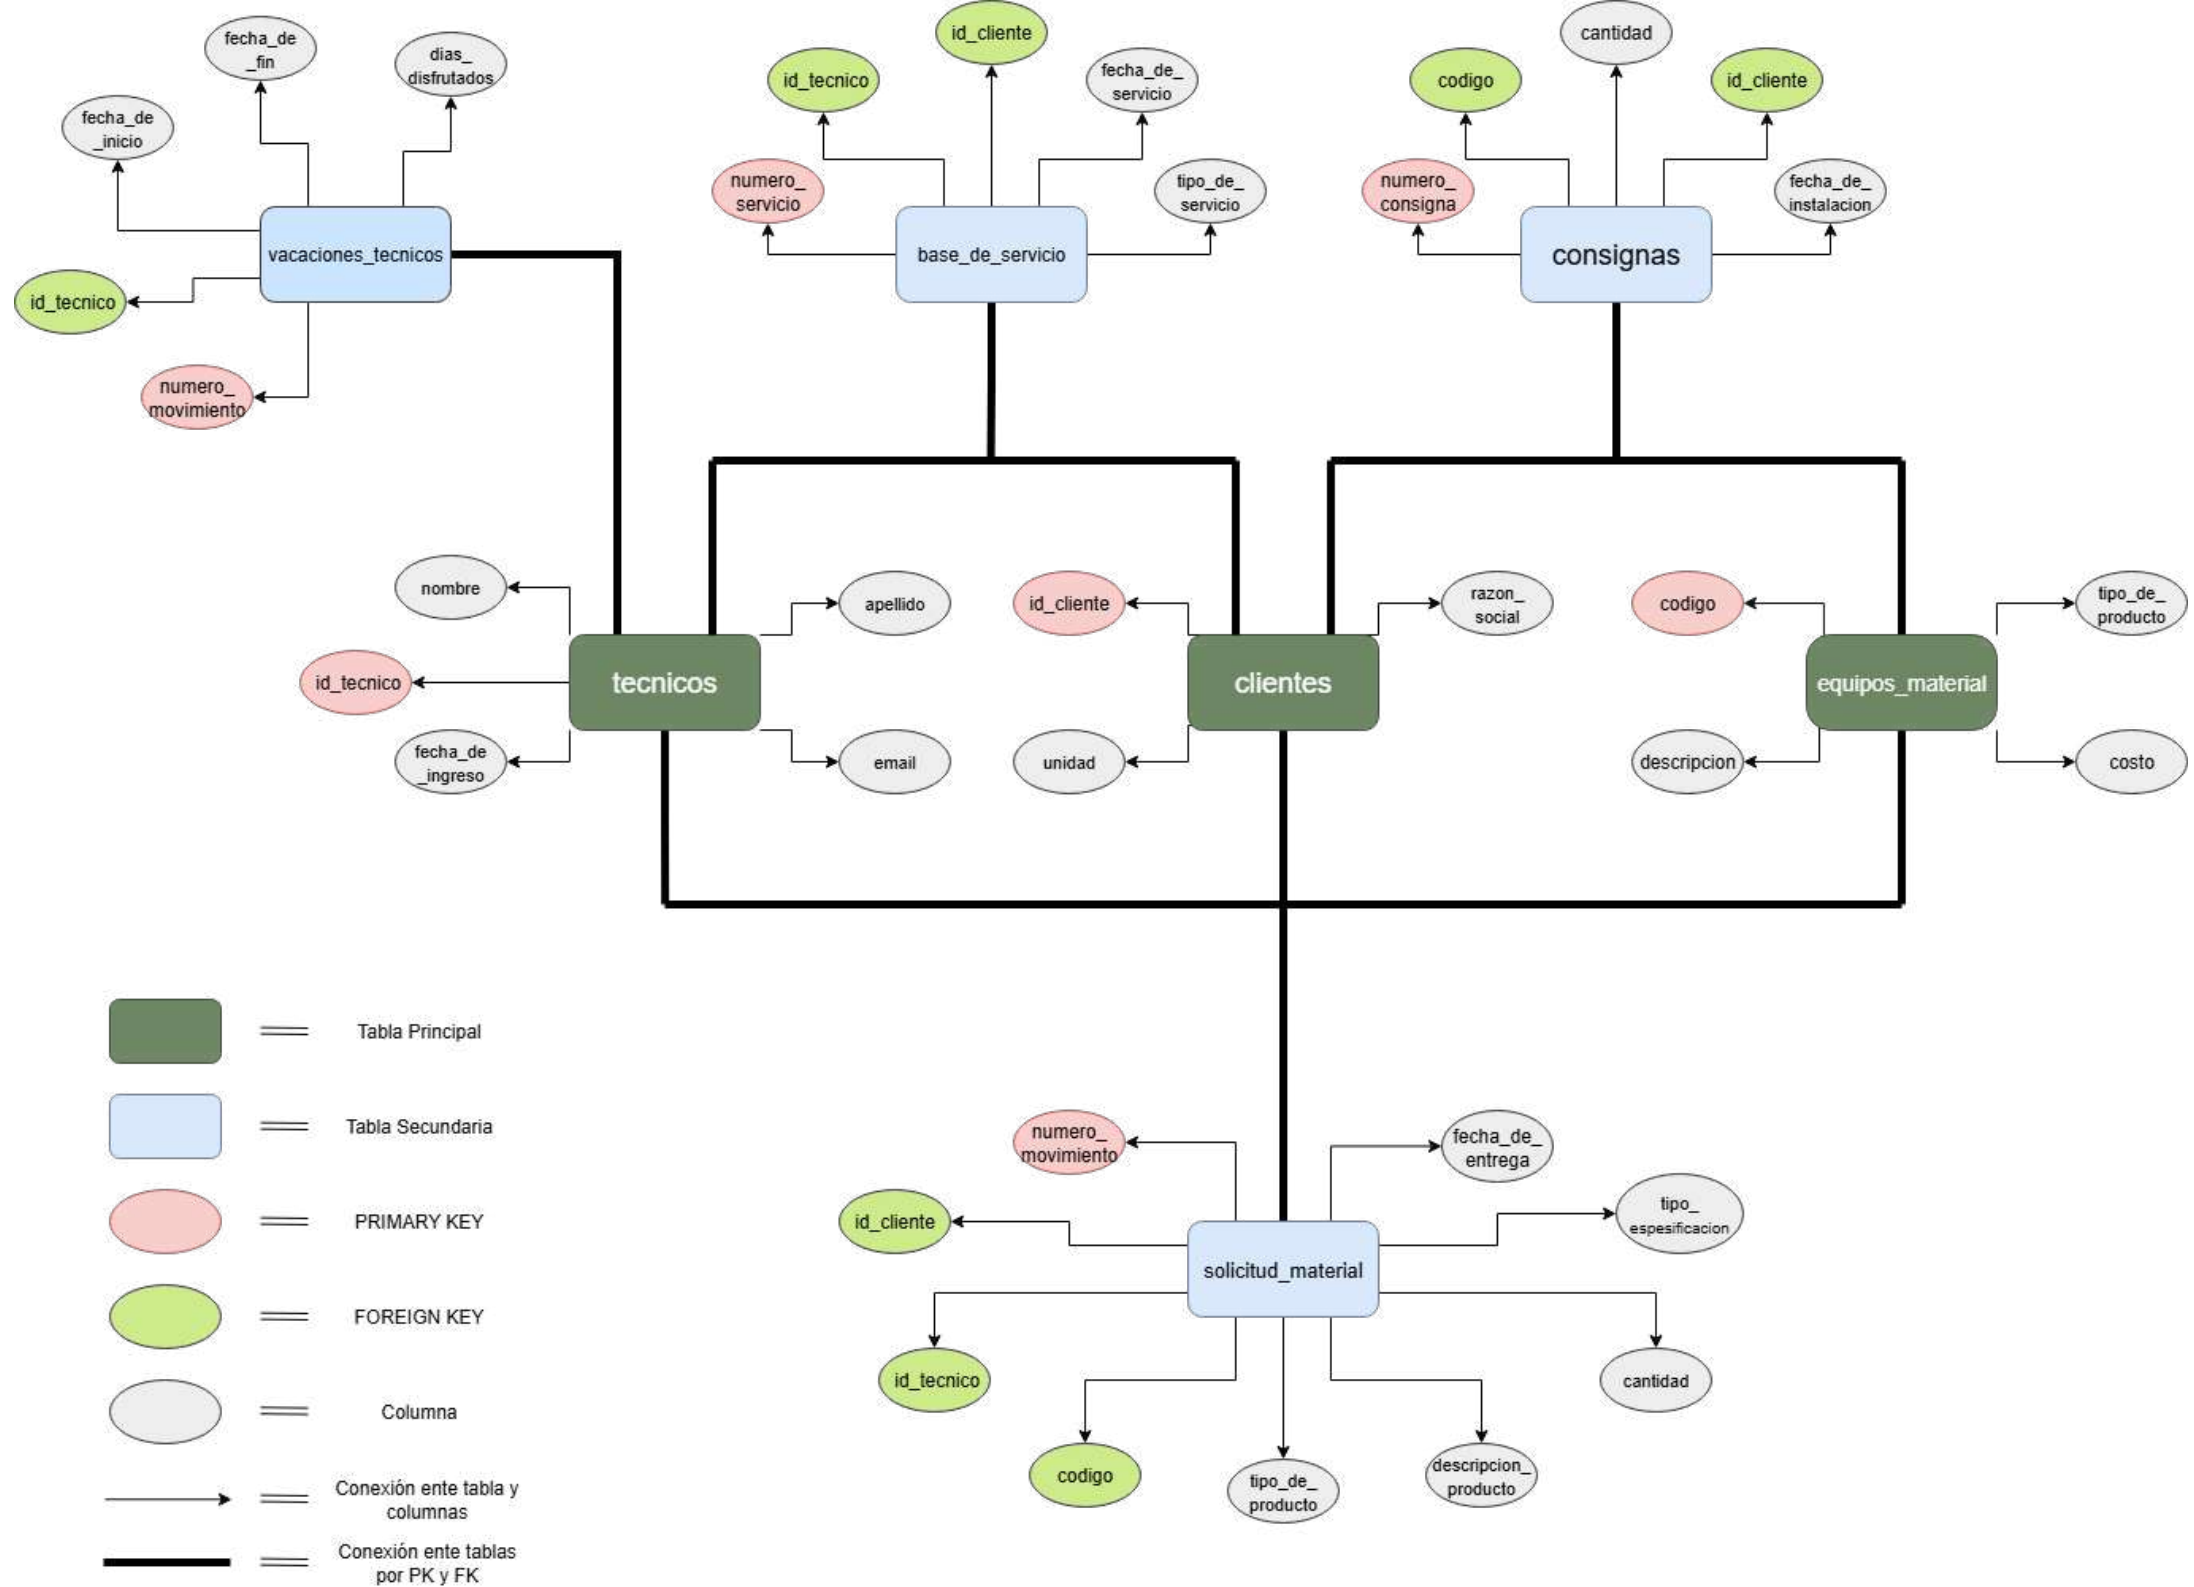 fecha_de
_fin
dias_
disfrutados
fecha_de
_inicio
vacaciones_tecnicos
id_tecnico
numero_
movimiento
id_cliente
id_tecnico
fecha_de_
servicio
numero_
servicio
tipo_de_
servicio
base_de_servicio
cantidad
codigo
id_cliente
numero_
consigna
fecha_de_
instalacion
consignas
nombre
apellido
id_tecnico
tecnicos
fecha_de
_ingreso
email
id_cliente
razon_
social
clientes
unidad
codigo
tipo_de_
producto
equipos_material
descripcion
costo
Tabla Principal
Tabla Secundaria
PRIMARY KEY
FOREIGN KEY
Columna
Conexión ente tabla y
columnas
Conexión ente tablas
por PK y FK
numero_
movimiento
fecha_de_
entrega
id_cliente
tipo_
espesificacion
solicitud_material
id_tecnico
cantidad
codigo
tipo_de_
producto
descripcion_
producto